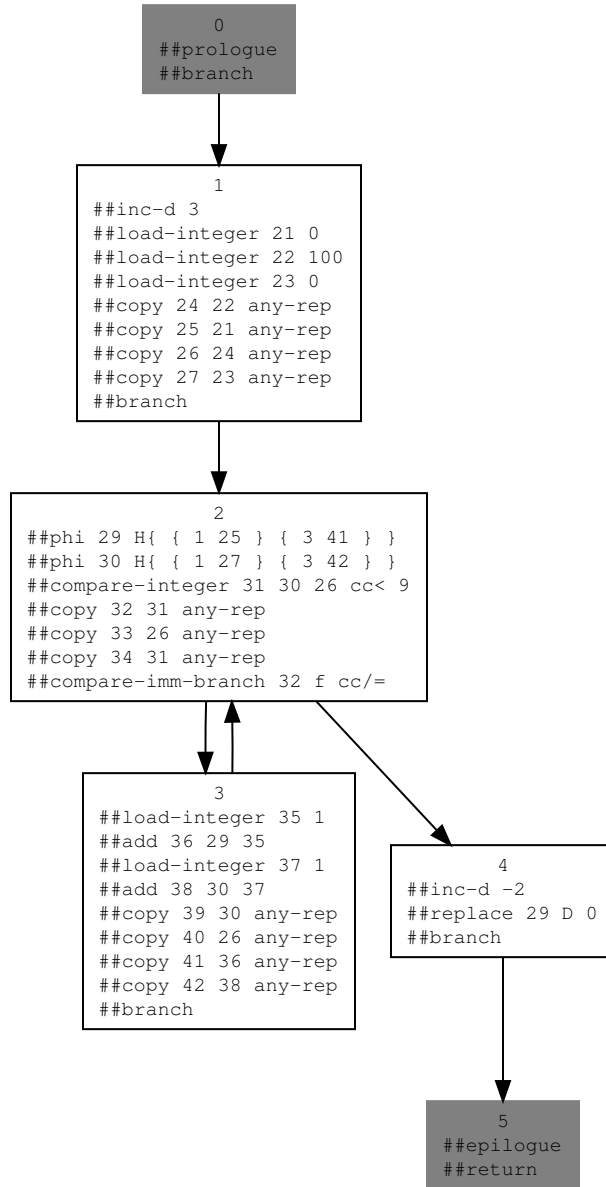 0
##prologue
##branch
1
##inc-d 3
##load-integer 21 0
##load-integer 22 100
##load-integer 23 0
##copy 24 22 any-rep
##copy 25 21 any-rep
##copy 26 24 any-rep
##copy 27 23 any-rep
##branch
2
##phi 29 H{ { 1 25 } { 3 41 } }
##phi 30 H{ { 1 27 } { 3 42 } }
##compare-integer 31 30 26 cc< 9
##copy 32 31 any-rep
##copy 33 26 any-rep
##copy 34 31 any-rep
##compare-imm-branch 32 f cc/=
3
##load-integer 35 1
##add 36 29 35
##load-integer 37 1
##add 38 30 37
##copy 39 30 any-rep
##copy 40 26 any-rep
##copy 41 36 any-rep
##copy 42 38 any-rep
##branch
4
##inc-d -2
##replace 29 D 0
##branch
5
##epilogue
##return